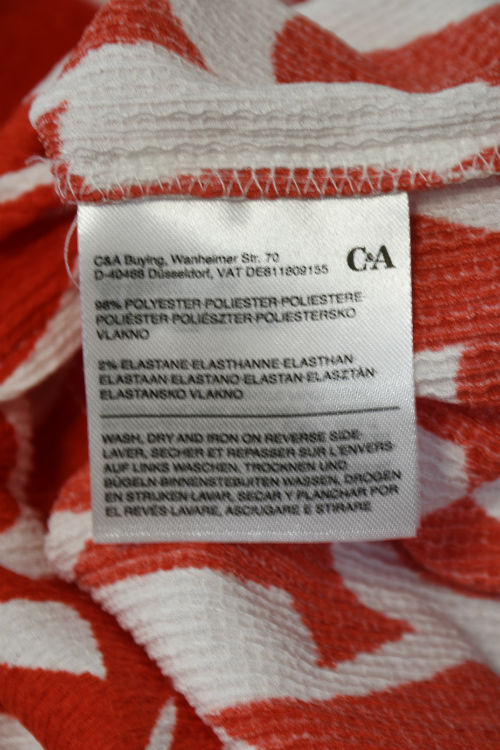 C&A Buying, Wanheimer Str. 70
D-40468 Düsseldorf, VAT DE811809155
C&A
98% POLYESTER·POLIESTER·POLIESTERE·
POLIÉSTER·POLIÉSZTER·POLIESTERSKO
VLAKNO
2% ELASTANE·ELASTHANNE·ELASTHAN·
ELASTAAN·ELASTANO·ELASTAN·ELASZTÁN·
ELASTANSKO VLAKNO
WASH, DRY AND IRON ON REVERSE SIDE·
LAVER, SECHER ET REPASSER SUR L'ENVERS·
AUF LINKS WASCHEN, TROCKNEN UND
BÜGELN·BINNENSTEBUITEN WASSEN, DROGEN
EN STRIJKEN·LAVAR, SECAR Y PLANCHAR POR
EL REVÉS·LAVARE, ASCIUGARE E STIRARE